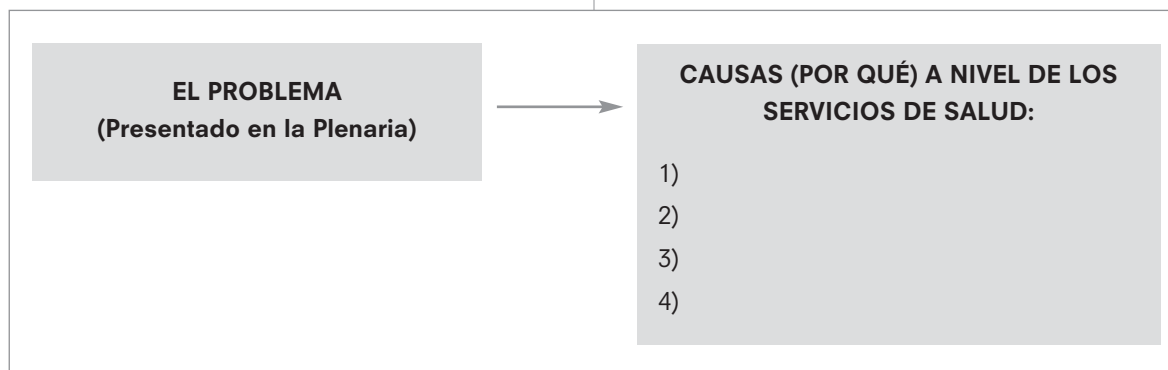 EL PROBLEMA
(Presentado en la Plenaria)
CAUSAS (POR QUÉ) A NIVEL DE LOS
SERVICIOS DE SALUD:
1)
2)
3)
4)